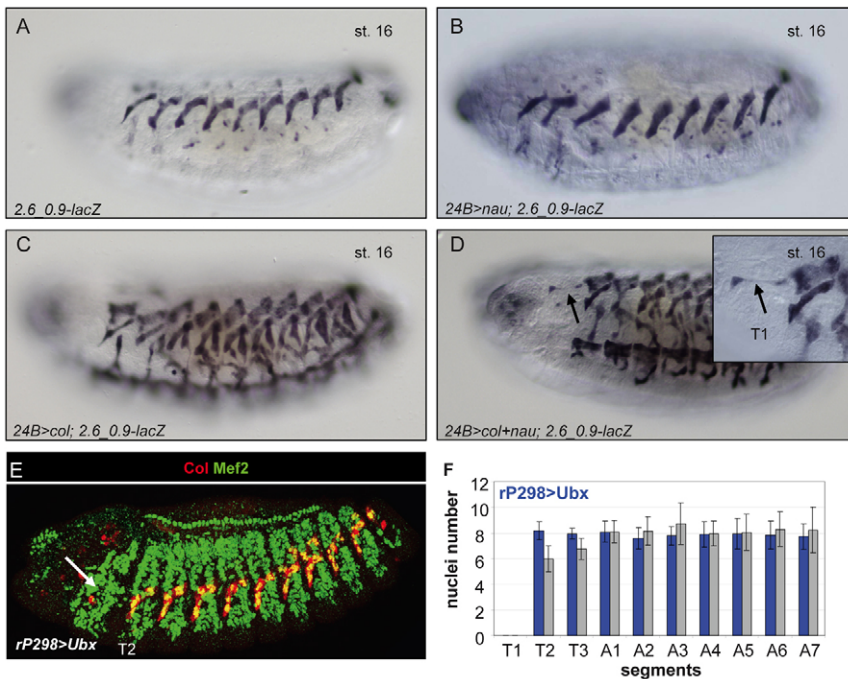 A
st. 16
2.6_0.9-lacZ
B
st. 16
24B>nau; 2.6_0.9-lacZ
C
st. 16
24B>col; 2.6_0.9-lacZ
D
st. 16
T1
24B>col+nau; 2.6_0.9-lacZ
E
Col Mef2
rP298>Ubx
T2
F
rP298>Ubx
nuclei number
12
10
8
6
4
2
0
T1 T2 T3 A1 A2 A3 A4 A5 A6 A7
segments